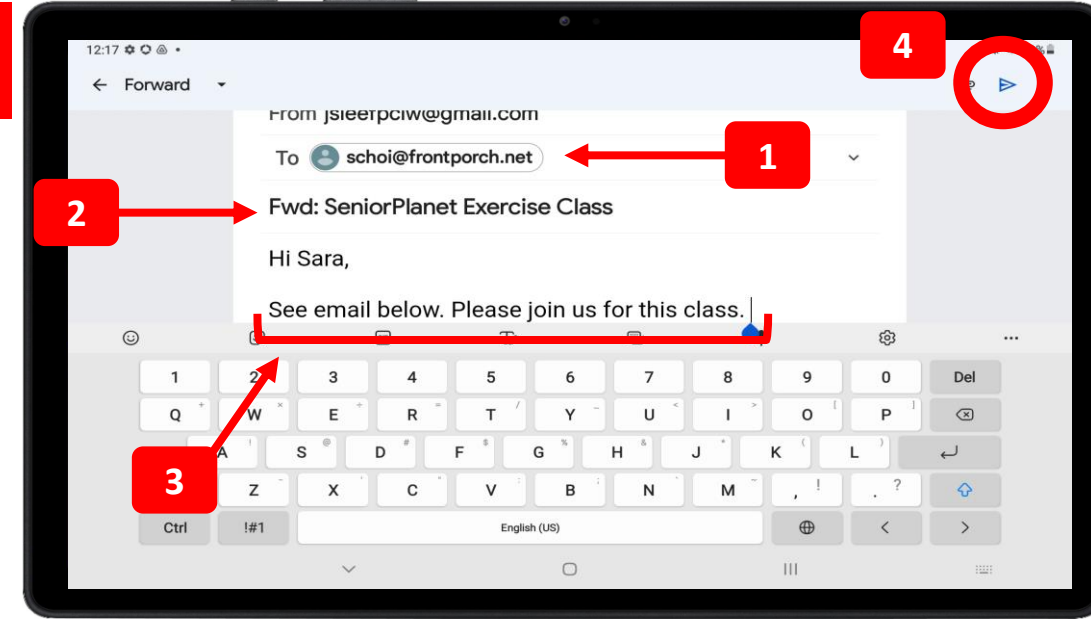 4
12:17
Forward
From jsleefpclw@gmail.com
To schoi@frontporch.net
1
2
Fwd: SeniorPlanet Exercise Class
Hi Sara,
See email below. Please join us for this class.
1 2 3 4 5 6 7 8 9 0 Del
Q + W × E ÷ R = T / Y _ U < I > O [ P ]
A ! S @ D # F $ G % H & J * K ( L )
3
Z - X ' C " V : B ; N ' M ~ , ! . ?
Ctrl !#1 English (US) < >